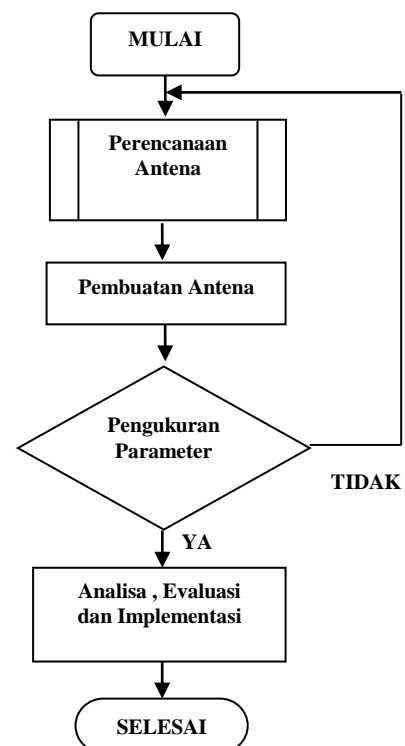 MULAI
Perencanaan
Antena
Pembuatan Antena
Pengukuran
Parameter
TIDAK
YA
Analisa , Evaluasi
dan Implementasi
SELESAI